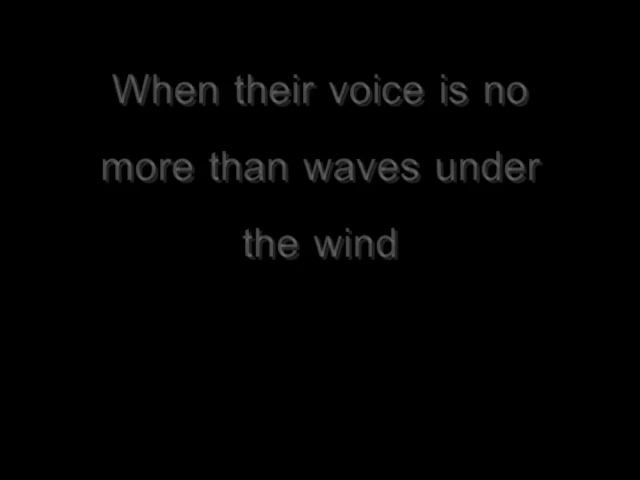 When their voice is no
more than waves under
the wind